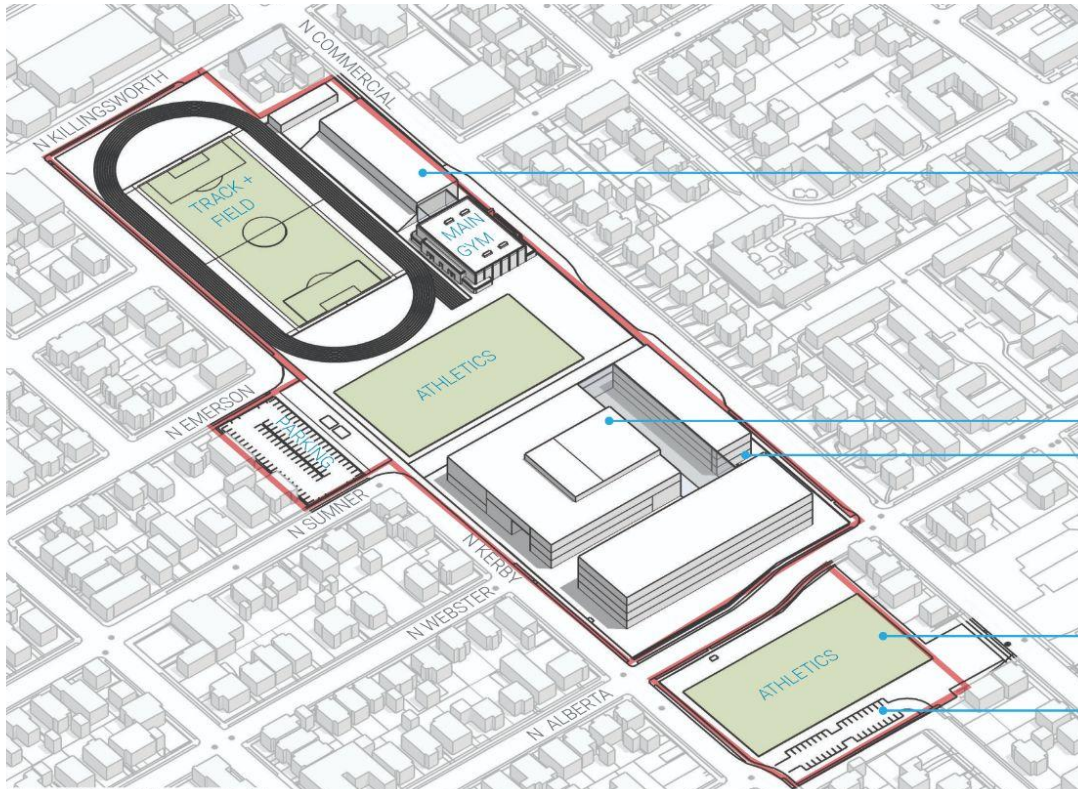 N COMMERCIAL
N KILLINGSWORTH
TRACK +
FIELD
MAIN
GYM
ATHLETICS
N EMERSON
PARKING
N SUMNER
N KERBY
N WEBSTER
ATHLETICS
N ALBERTA